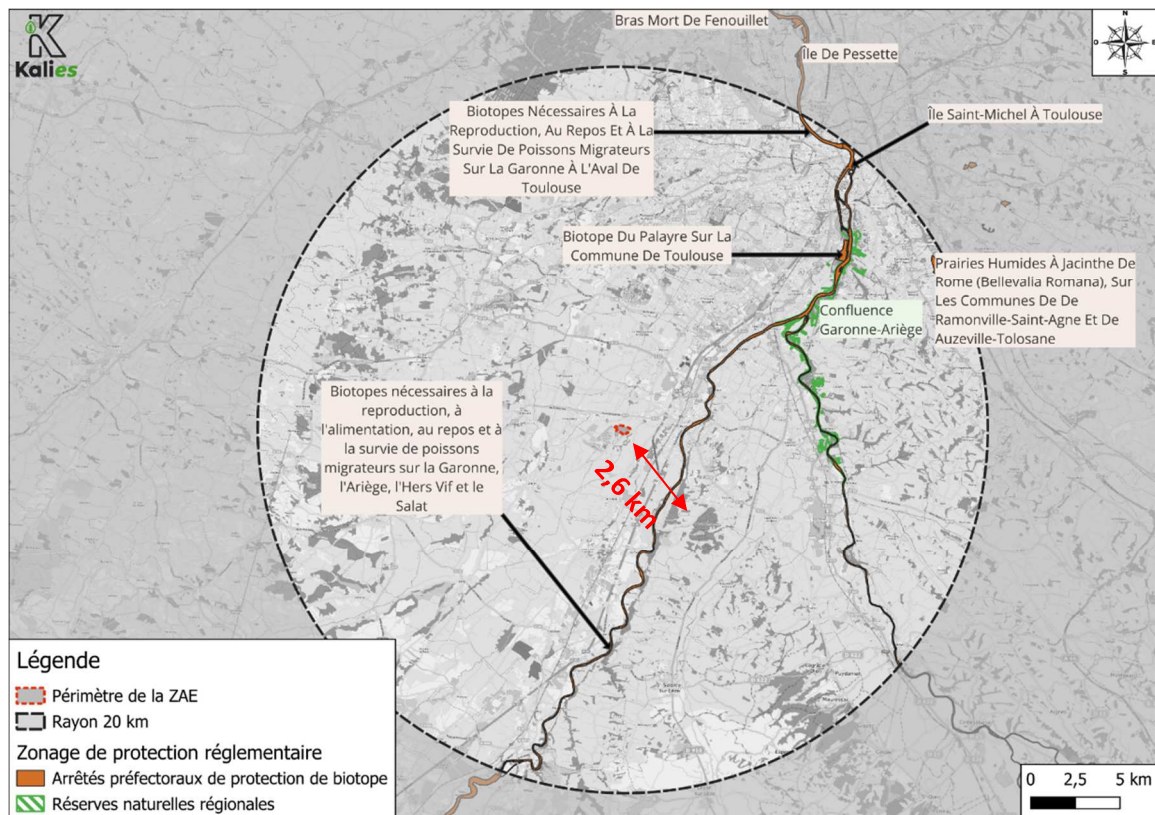 Kalies
Bras Mort De Fenouillet
N
O
E
S
Île De Pessette
Biotopes Nécessaires À La
Reproduction, Au Repos Et À La
Survie De Poissons Migrateurs
Sur La Garonne À L'Aval De
Toulouse
Île Saint-Michel À Toulouse
Biotope Du Palayre Sur La
Commune De Toulouse
Prairies Humides À Jacinthe De
Rome (Bellevalia Romana), Sur
Les Communes De De
Ramonville-Saint-Agne Et De
Auzeville-Tolosane
Confluence
Garonne-Ariège
Biotopes nécessaires à la
reproduction, à
l'alimentation, au repos et à
la survie de poissons
migrateurs sur la Garonne,
l'Ariège, l'Hers Vif et le
Salat
2,6 km
Légende
Périmètre de la ZAE
Rayon 20 km
Zonage de protection réglementaire
Arrêtés préfectoraux de protection de biotope
Réserves naturelles régionales
0 2,5 5 km